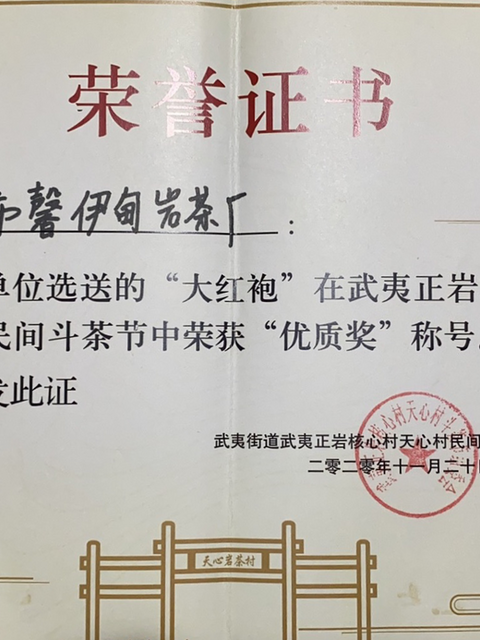 荣誉证书
馨伊甸岩茶厂：
单位选送的“大红袍”在武夷正岩
民间斗茶节中荣获“优质奖”称号
发此证
武夷街道武夷正岩核心村天心村民间
二零二零年十一月二十
天心岩茶村